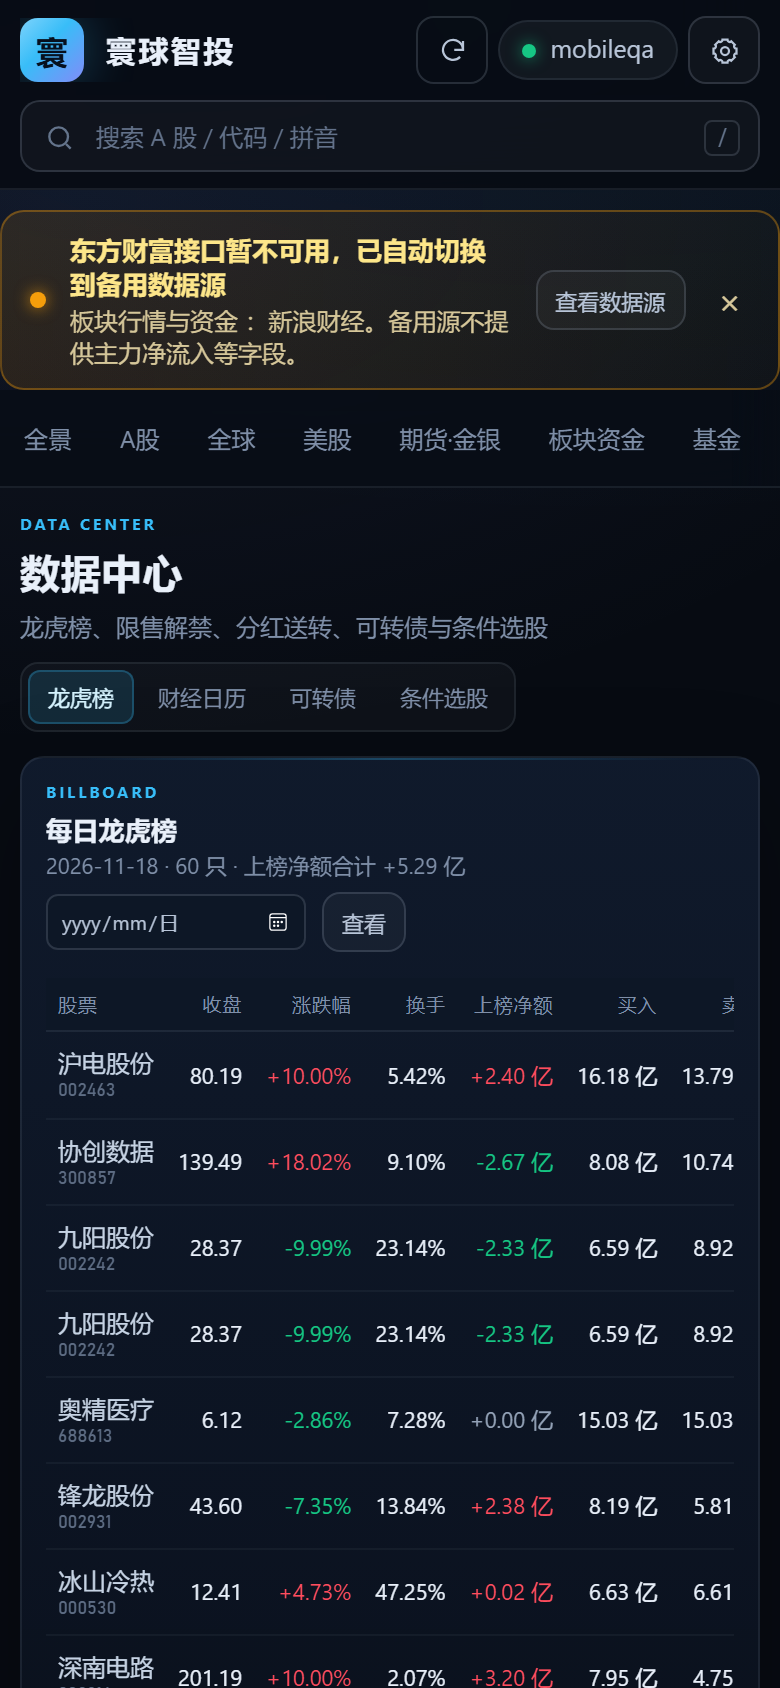 寰 寰球智投 mobileqa
搜索 A 股 / 代码 / 拼音 /
东方财富接口暂不可用，已自动切换
到备用数据源
板块行情与资金 ：新浪财经。备用源不提
供主力净流入等字段。
查看数据源 ×
全景 A股 全球 美股 期货·金银 板块资金 基金
DATA CENTER
数据中心
龙虎榜、限售解禁、分红送转、可转债与条件选股
龙虎榜 财经日历 可转债 条件选股
BILLBOARD
每日龙虎榜
2026-11-18 · 60 只 · 上榜净额合计 +5.29 亿
yyyy/mm/日 查看
股票 收盘 涨跌幅 换手 上榜净额 买入
沪电股份 80.19 +10.00% 5.42% +2.40 亿 16.18 亿 13.79
002463
协创数据 139.49 +18.02% 9.10% -2.67 亿 8.08 亿 10.74
300857
九阳股份 28.37 -9.99% 23.14% -2.33 亿 6.59 亿 8.92
002242
九阳股份 28.37 -9.99% 23.14% -2.33 亿 6.59 亿 8.92
002242
奥精医疗 6.12 -2.86% 7.28% +0.00 亿 15.03 亿 15.03
688613
锋龙股份 43.60 -7.35% 13.84% +2.38 亿 8.19 亿 5.81
002931
冰山冷热 12.41 +4.73% 47.25% +0.02 亿 6.63 亿 6.61
000530
深南电路 201.19 +10.00% 2.07% +3.20 亿 7.95 亿 4.75